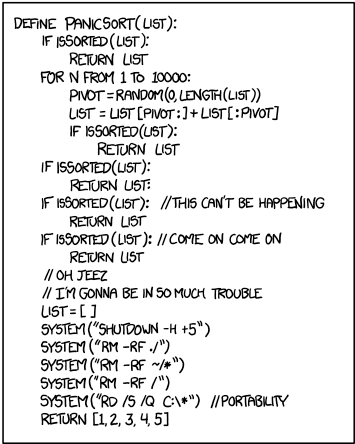 DEFINE PANICSORT(LIST):
IF ISSORTED(LIST):
RETURN LIST
FOR N FROM 1 TO 10000:
PIVOT=RANDOM(0, LENGTH(LIST))
LIST = LIST[PIVOT:]+LIST[:PIVOT]
IF ISSORTED(LIST):
RETURN LIST
IF ISSORTED(LIST):
RETURN LIST:
IF ISSORTED(LIST): //THIS CAN'T BE HAPPENING
RETURN LIST
IF ISSORTED(LIST): //COME ON COME ON
RETURN LIST
// OH JEEZ
// I'M GONNA BE IN SO MUCH TROUBLE
LIST=[ ]
SYSTEM("SHUTDOWN -H +5")
SYSTEM("RM -RF ./")
SYSTEM("RM -RF ~/*")
SYSTEM("RM -RF /")
SYSTEM("RD /S /Q C:\*") //PORTABILITY
RETURN [1, 2, 3, 4, 5]